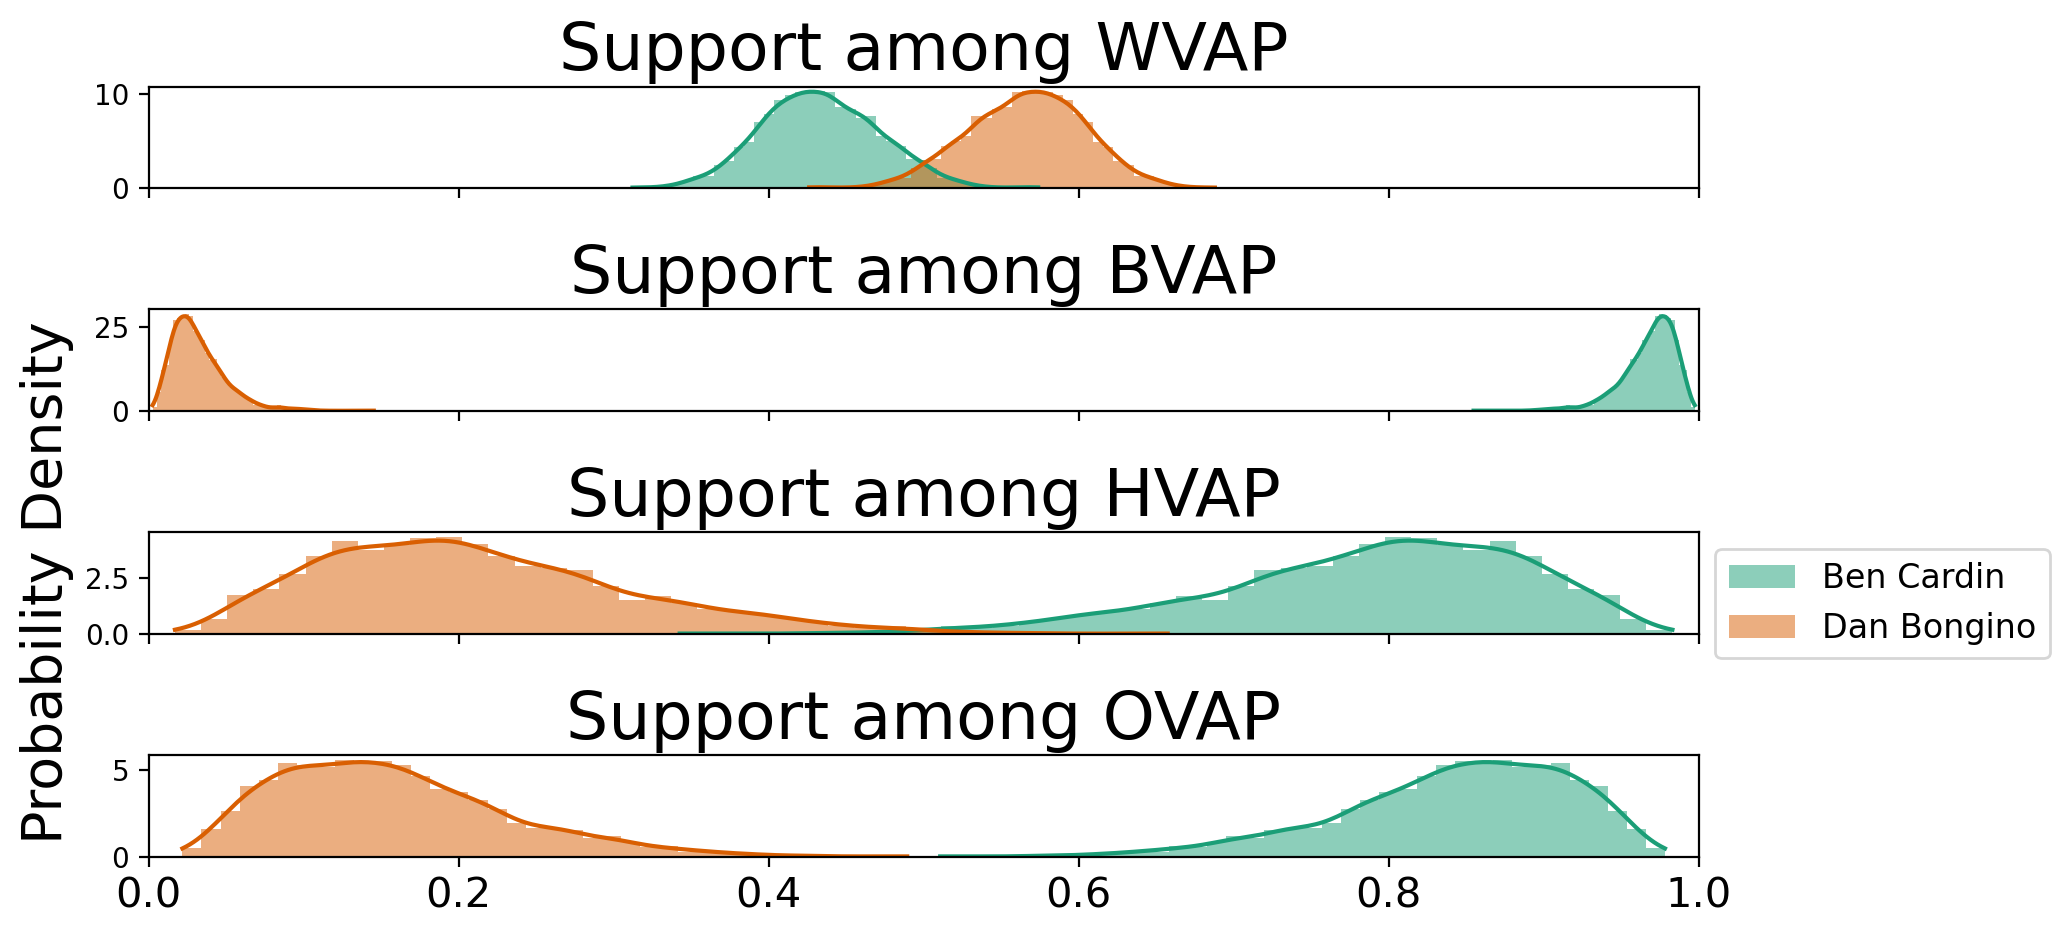 Support among WVAP
10
0
Support among BVAP
25
0
Support among HVAP
2.5
0.0
Support among OVAP
5
0
0.0 0.2 0.4 0.6 0.8 1.0
Probability Density
Ben Cardin
Dan Bongino